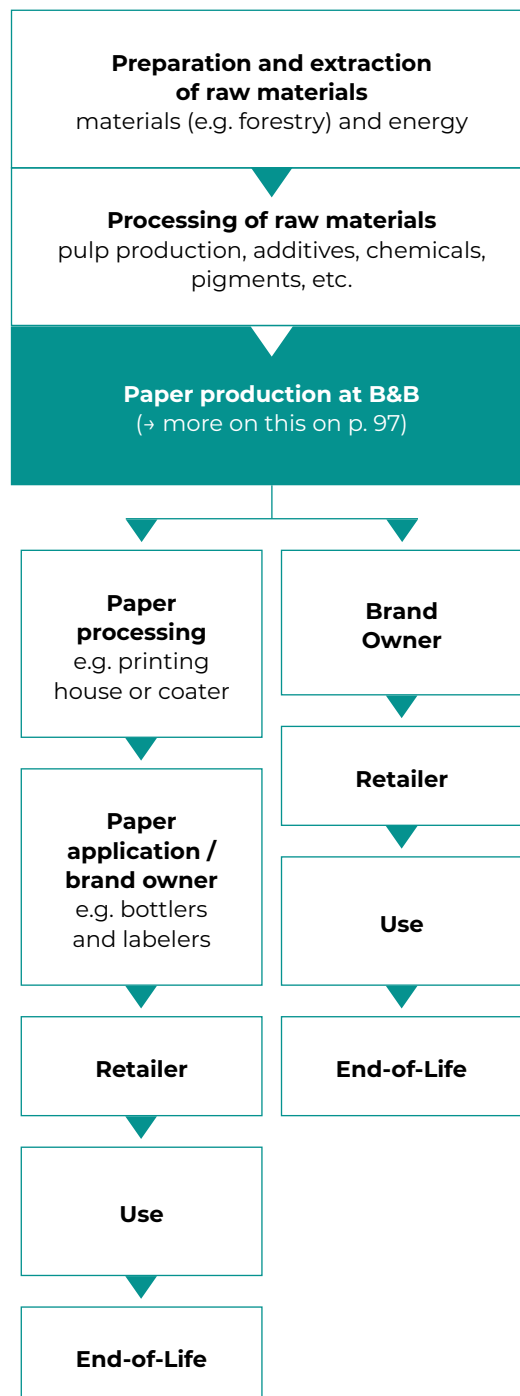 Preparation and extraction
of raw materials
materials (e.g. forestry) and energy
Processing of raw materials
pulp production, additives, chemicals,
pigments, etc.
Paper production at B&B
(→ more on this on p. 97)
Paper
processing
e.g. printing
house or coater
Paper
application /
brand owner
e.g. bottlers
and labelers
Retailer
Use
End-of-Life
Brand
Owner
Retailer
Use
End-of-Life